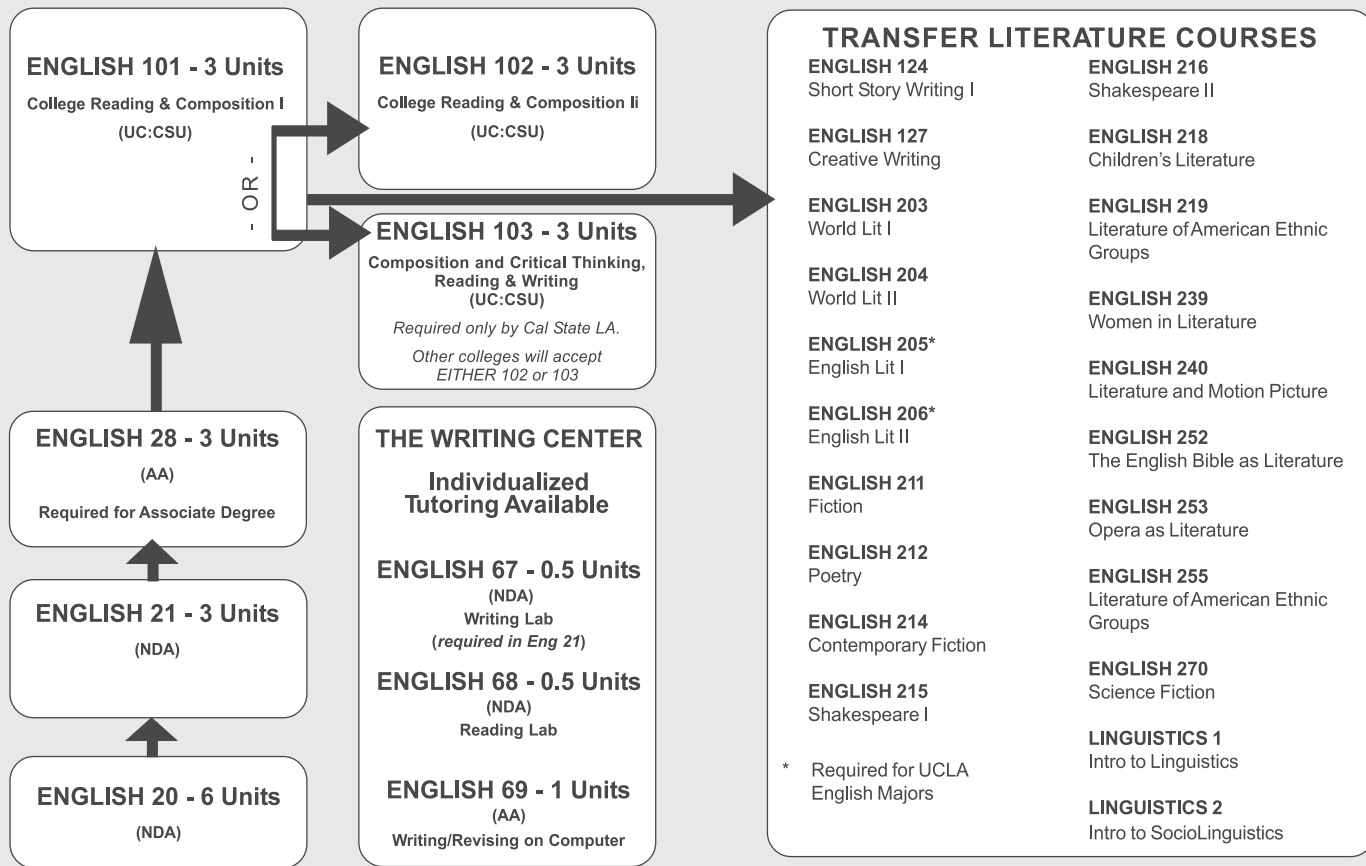 ENGLISH 101 - 3 Units
College Reading & Composition I
(UC:CSU)
- OR -
ENGLISH 102 - 3 Units
College Reading & Composition Ii
(UC:CSU)
ENGLISH 103 - 3 Units
Composition and Critical Thinking,
Reading & Writing
(UC:CSU)
Required only by Cal State LA.
Other colleges will accept
EITHER 102 or 103
ENGLISH 28 - 3 Units
(AA)
Required for Associate Degree
ENGLISH 21 - 3 Units
(NDA)
ENGLISH 20 - 6 Units
(NDA)
THE WRITING CENTER
Individualized
Tutoring Available
ENGLISH 67 - 0.5 Units
(NDA)
Writing Lab
(required in Eng 21)
ENGLISH 68 - 0.5 Units
(NDA)
Reading Lab
ENGLISH 69 - 1 Units
(AA)
Writing/Revising on Computer
TRANSFER LITERATURE COURSES
ENGLISH 124
Short Story Writing I
ENGLISH 127
Creative Writing
ENGLISH 203
World Lit I
ENGLISH 204
World Lit II
ENGLISH 205*
English Lit I
ENGLISH 206*
English Lit II
ENGLISH 211
Fiction
ENGLISH 212
Poetry
ENGLISH 214
Contemporary Fiction
ENGLISH 215
Shakespeare I
* Required for UCLA
English Majors
ENGLISH 216
Shakespeare II
ENGLISH 218
Children's Literature
ENGLISH 219
Literature of American Ethnic
Groups
ENGLISH 239
Women in Literature
ENGLISH 240
Literature and Motion Picture
ENGLISH 252
The English Bible as Literature
ENGLISH 253
Opera as Literature
ENGLISH 255
Literature of American Ethnic
Groups
ENGLISH 270
Science Fiction
LINGUISTICS 1
Intro to Linguistics
LINGUISTICS 2
Intro to SocioLinguistics